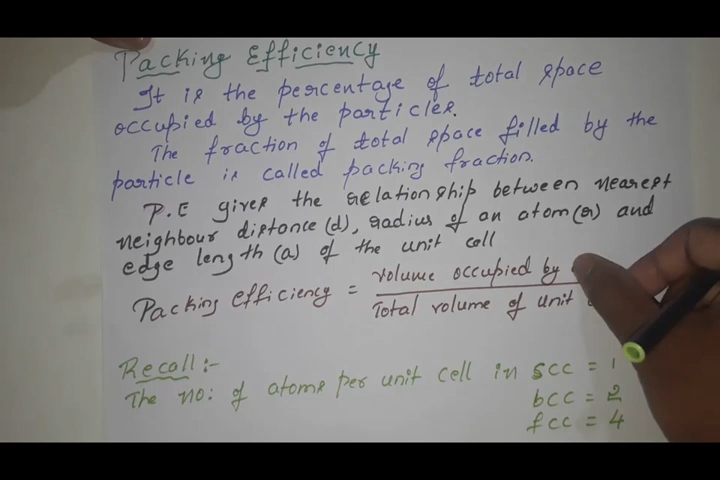 Packing Efficiency
It is the percentage of total space
occupied by the particles.
The fraction of total space filled by the
particle is called packing fraction.
P.E gives the relationship between nearest
neighbour distance (d), radius of an atom (r) and
edge length (a) of the unit cell
Packing efficiency = volume occupied by
Total volume of unit
Recall :-
The no: of atoms per unit cell in scc = 1
bcc = 2
fcc = 4